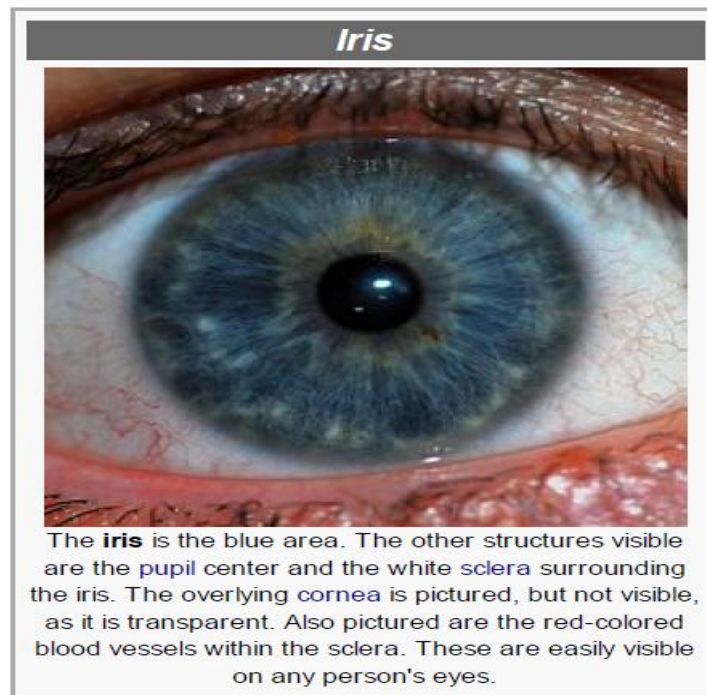 Iris
The iris is the blue area. The other structures visible
are the pupil center and the white sclera surrounding
the iris. The overlying cornea is pictured, but not visible,
as it is transparent. Also pictured are the red-colored
blood vessels within the sclera. These are easily visible
on any person's eyes.